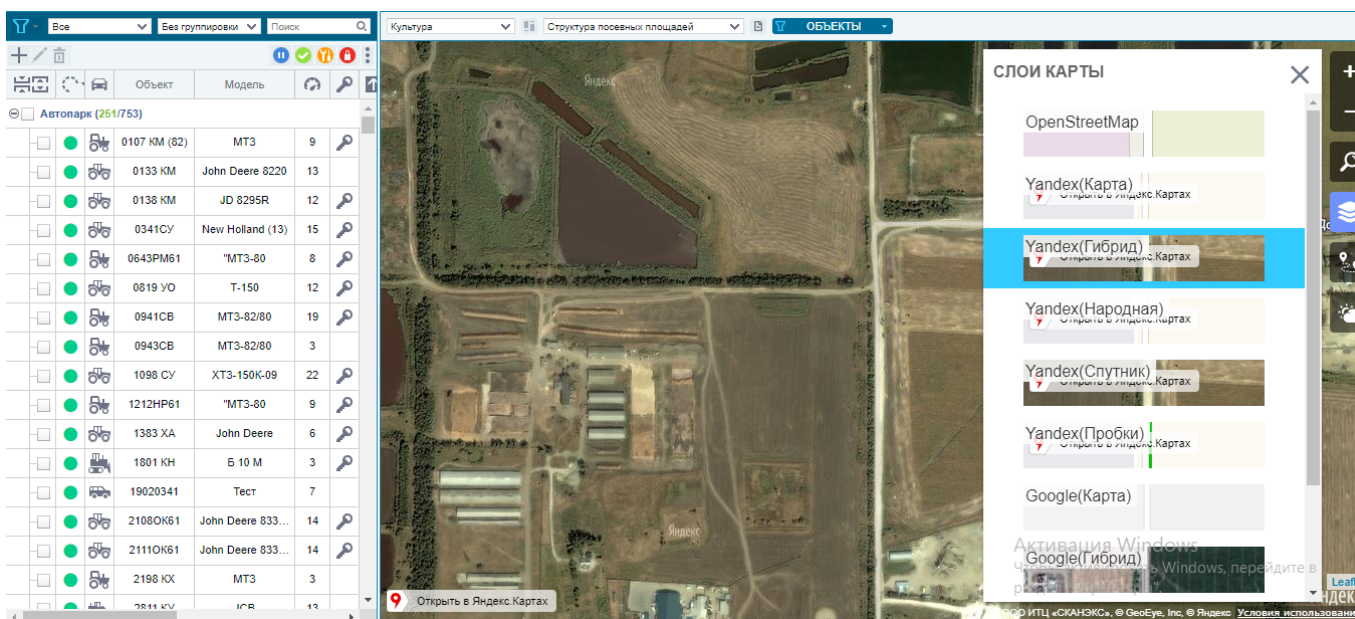 Все Без группировки Поиск
Культура Структура посевных площадей ОБЪЕКТЫ
Объект Модель
Автопарк (251/753)
0107 КМ (82) МТЗ 9
0133 КМ John Deere 8220 13
0138 КМ JD 8295R 12
0341СУ New Holland (13) 15
0643РМ61 "МТЗ-80 8
0819 УО Т-150 12
0941СВ МТЗ-82/80 19
0943СВ МТЗ-82/80 3
1098 СУ ХТЗ-150К-09 22
1212НР61 "МТЗ-80 9
1383 ХА John Deere 6
1801 КН Б 10 М 3
19020341 Тест 7
2108ОК61 John Deere 833... 14
2111ОК61 John Deere 833... 14
2198 КХ МТЗ 3
2811 КУ JCB 13
Яндекс
Яндекс
Открыть в Яндекс.Картах
СЛОИ КАРТЫ
OpenStreetMap
Yandex(Карта)
Открыть в Яндекс.Картах
Yandex(Гибрид)
Открыть в Яндекс.Картах
Yandex(Народная)
Открыть в Яндекс.Картах
Yandex(Спутник)
Открыть в Яндекс.Картах
Yandex(Пробки)
Открыть в Яндекс.Картах
Google(Карта)
Активация Windows
Google(Гибрид)
Windows, перейдите в
Leafl
ООО ИТЦ «СКАНЭКС», © GeoEye, Inc, © Яндекс Условия использовани